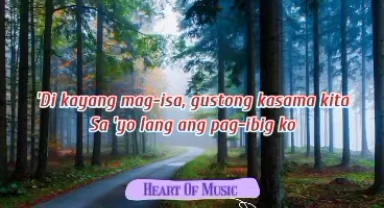 'Di kayang mag-isa, gustong kasama kita
Sa 'yo lang ang pag-ibig ko
HEART OF MUSIC